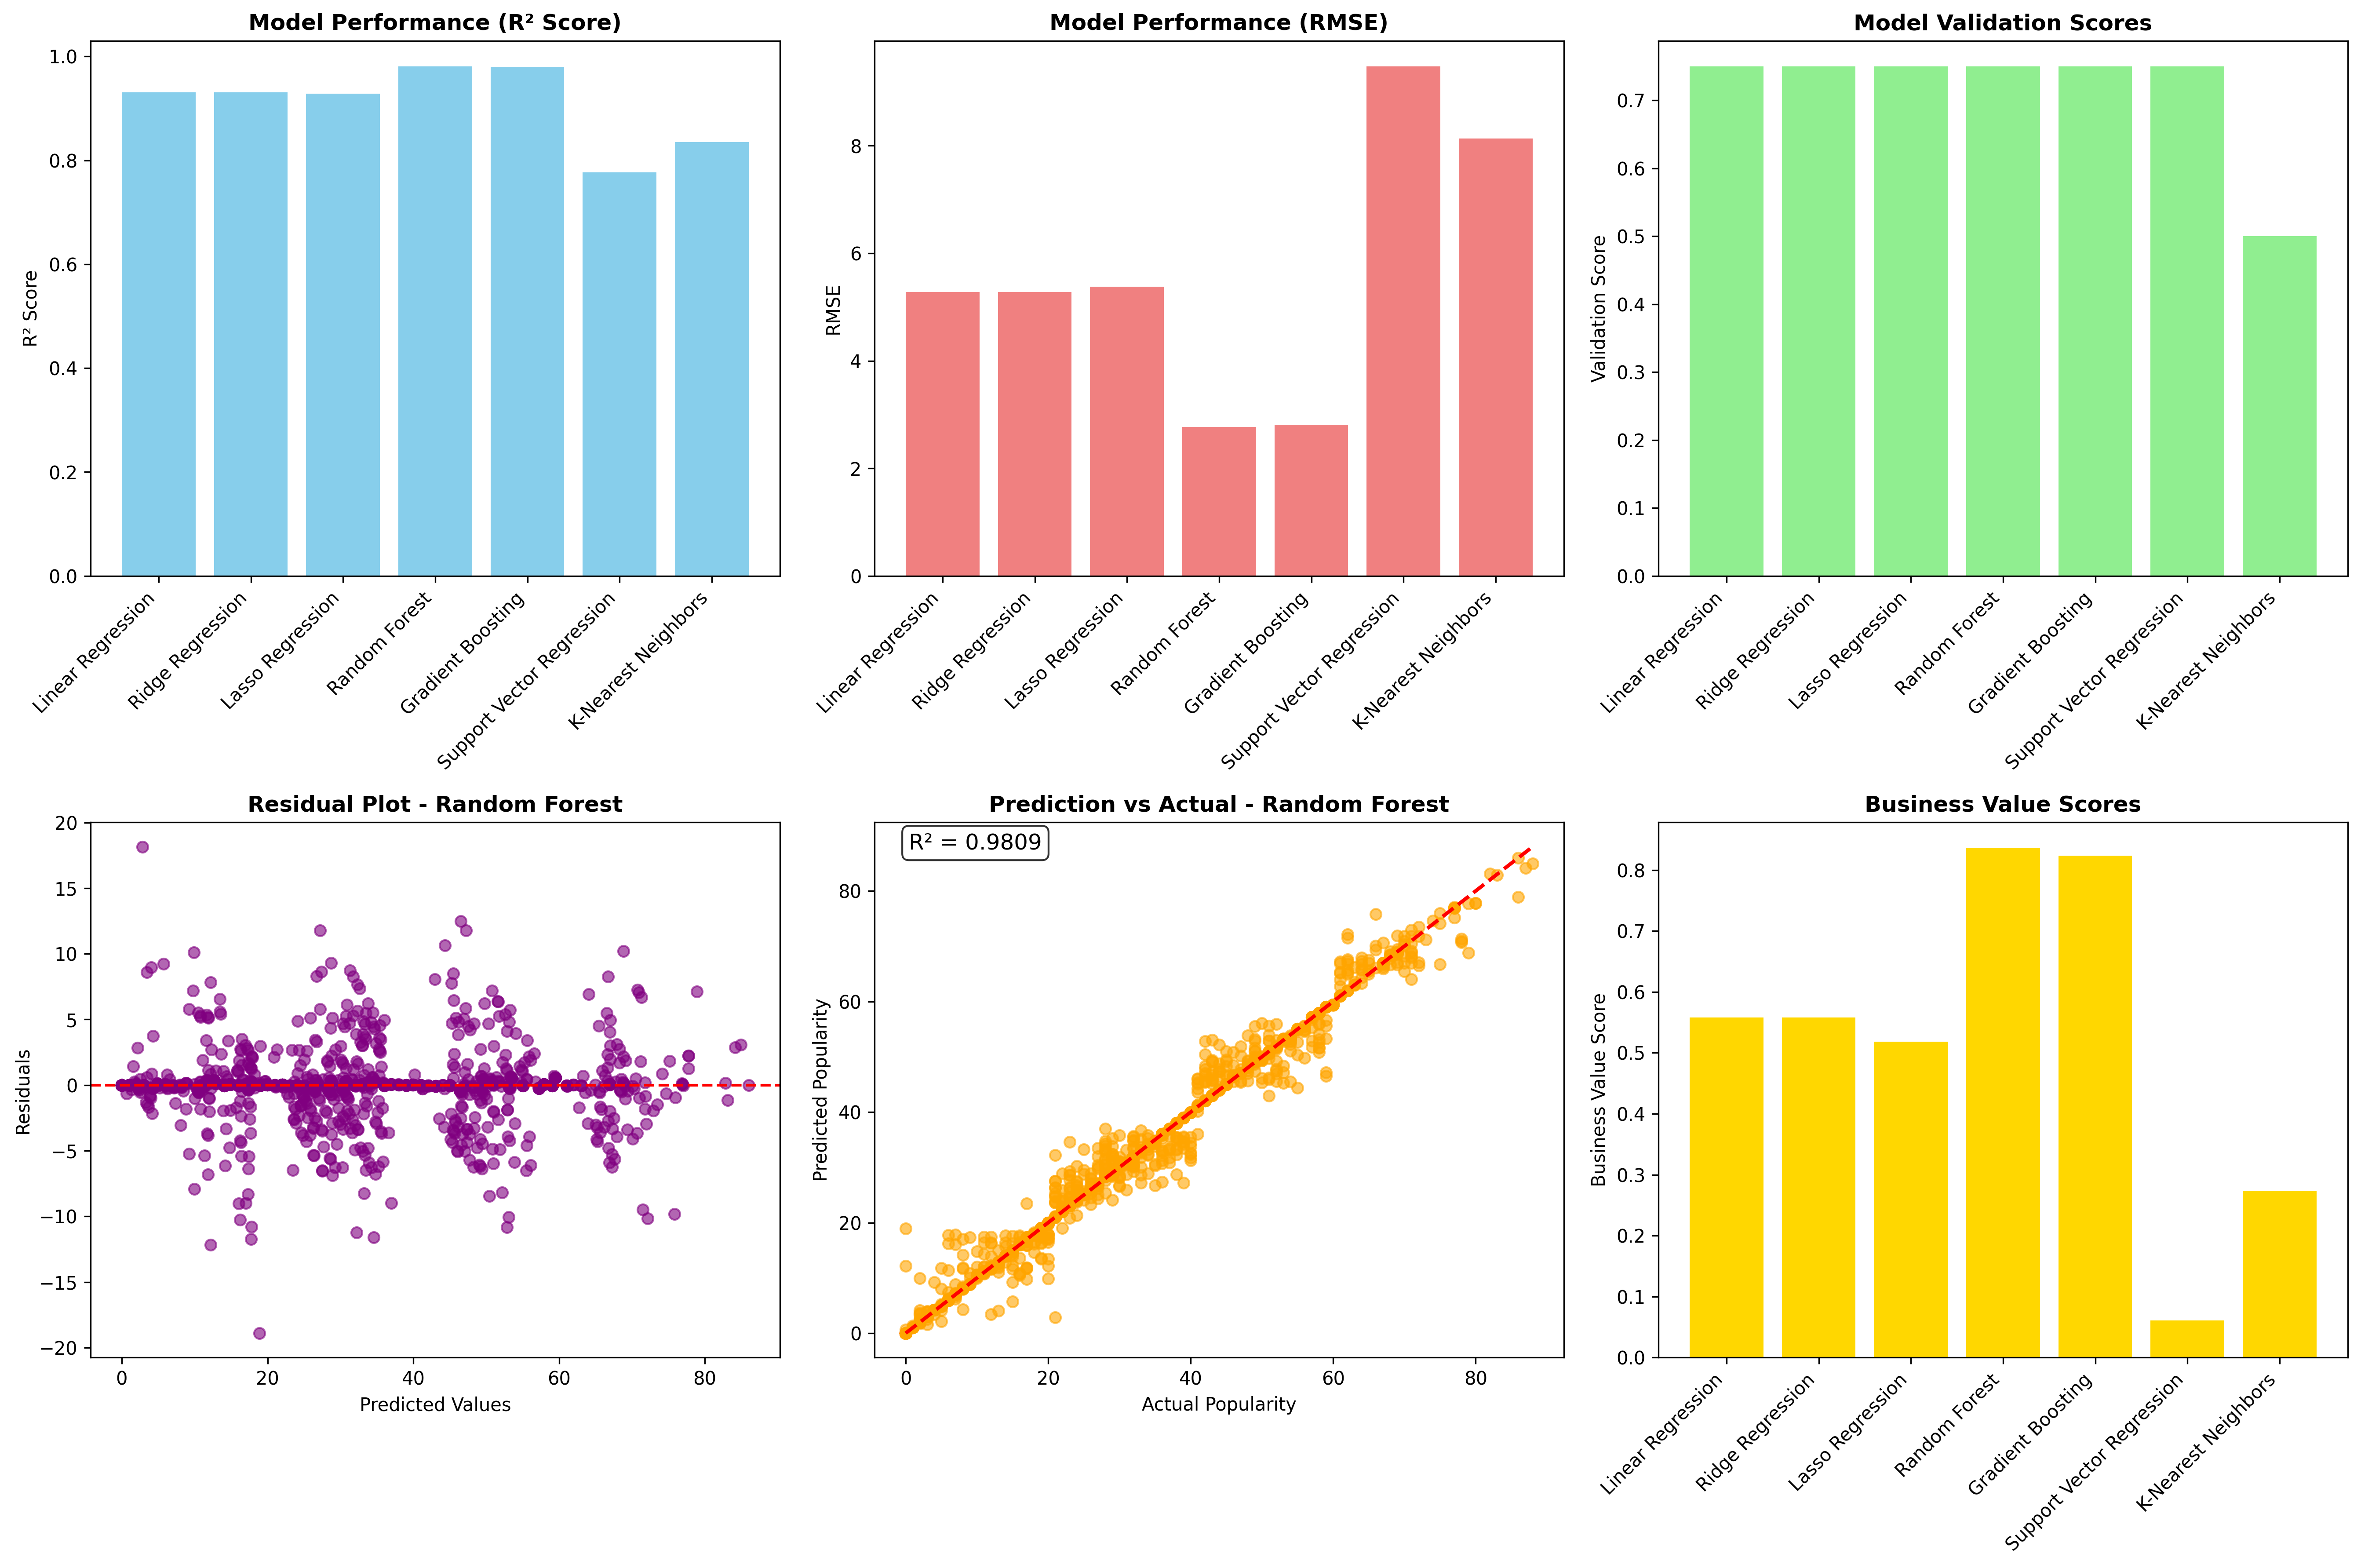 Model Performance (R² Score)
R² Score
1.0
0.8
0.6
0.4
0.2
0.0
Linear Regression
Ridge Regression
Lasso Regression
Random Forest
Gradient Boosting
Support Vector Regression
K-Nearest Neighbors
Model Performance (RMSE)
RMSE
8
6
4
2
0
Linear Regression
Ridge Regression
Lasso Regression
Random Forest
Gradient Boosting
Support Vector Regression
K-Nearest Neighbors
Model Validation Scores
Validation Score
0.7
0.6
0.5
0.4
0.3
0.2
0.1
0.0
Linear Regression
Ridge Regression
Lasso Regression
Random Forest
Gradient Boosting
Support Vector Regression
K-Nearest Neighbors
Residual Plot - Random Forest
Residuals
20
15
10
5
0
−5
−10
−15
−20
0
20
40
60
80
Predicted Values
Prediction vs Actual - Random Forest
R² = 0.9809
Predicted Popularity
80
60
40
20
0
0
20
40
60
80
Actual Popularity
Business Value Scores
Business Value Score
0.8
0.7
0.6
0.5
0.4
0.3
0.2
0.1
0.0
Linear Regression
Ridge Regression
Lasso Regression
Random Forest
Gradient Boosting
Support Vector Regression
K-Nearest Neighbors